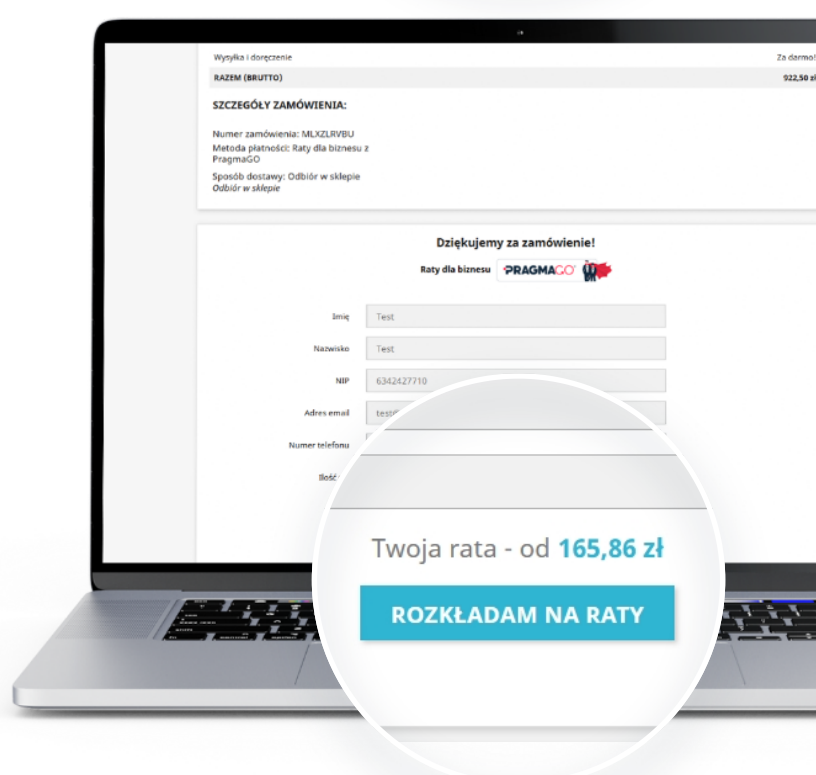 Wysyłka i doręczenie Za darmo!
RAZEM (BRUTTO) 922,50 zł
SZCZEGÓŁY ZAMÓWIENIA:
Numer zamówienia: MLXZLRVBU
Metoda płatności: Raty dla biznesu z
PragmaGO
Sposób dostawy: Odbiór w sklepie
Odbiór w sklepie
Dziękujemy za zamówienie!
Raty dla biznesu PRAGMAGO
Imię Test
Nazwisko Test
NIP 6342427710
Adres email
Numer telefonu
Ilość
Twoja rata - od 165,86 zł
ROZKŁADAM NA RATY